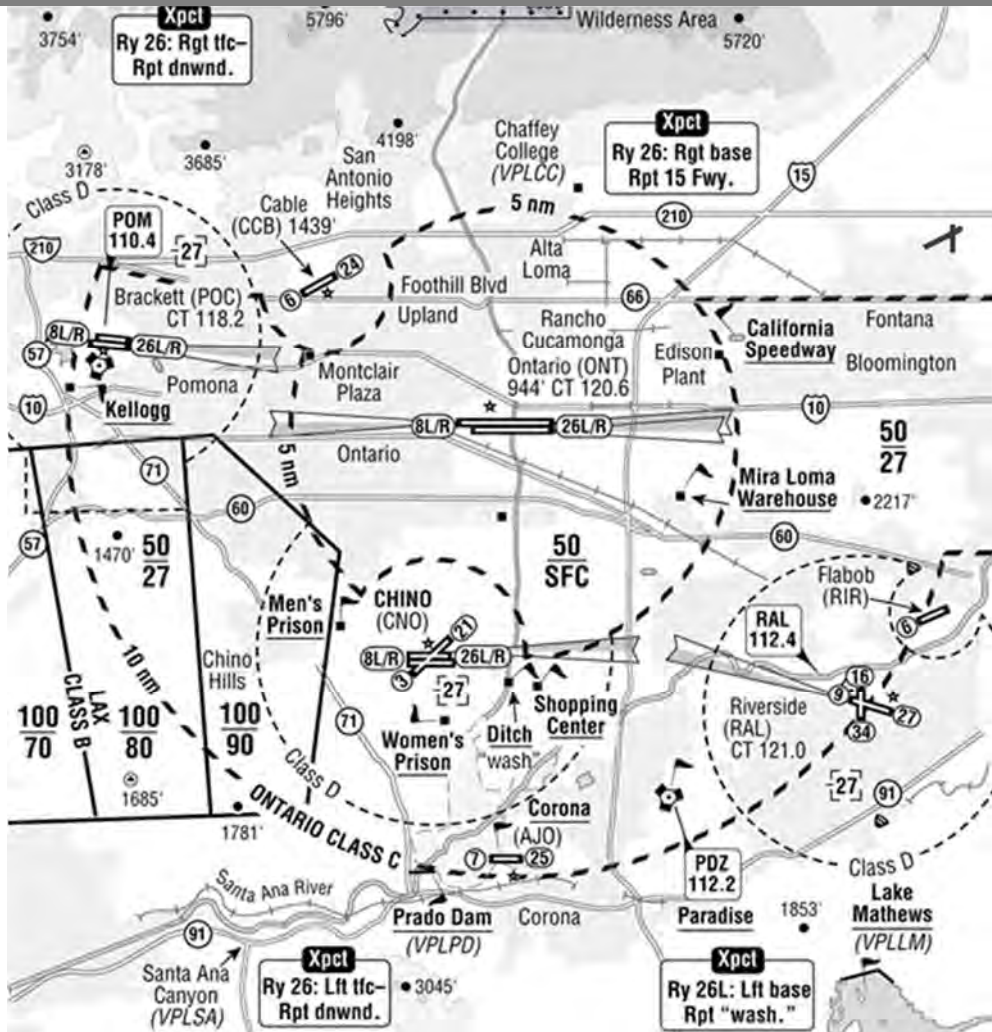 3754'
Xpct
Ry 26: Rgt tfc–
Rpt dnwnd.
5796'
Wilderness Area
5720'
3178'
3685'
4198'
San
Antonio
Heights
Chaffey
College
(VPLCC)
Xpct
Ry 26: Rgt base
Rpt 15 Fwy.
15
Class D
POM
110.4
-27
Cable
(CCB) 1439'
5 nm
210
210
24
6
Alta
Loma
Foothill Blvd
66
Brackett (POC)
CT 118.2
Upland
Rancho
Cucamonga
California
Speedway
Fontana
8L/R
26L/R
57
Pomona
Montclair
Plaza
Ontario (ONT)
944' CT 120.6
Edison
Plant
Bloomington
10
Kellogg
8L/R
26L/R
10
71
5 nm
Ontario
50
27
Mira Loma
Warehouse
2217'
60
60
57
1470'
50
27
50
SFC
Men's
Prison
CHINO
(CNO)
21
8L/R
26L/R
3
-27
Flabob
(RIR)
6
RAL
112.4
16
9
27
34
Riverside
(RAL)
CT 121.0
-27
10 nm
Chino
Hills
LAX
CLASS B
100
70
100
80
100
90
71
Women's
Prison
Ditch
"wash"
Shopping
Center
1685'
Class D
ONTARIO CLASS C
1781'
Corona
(AJO)
7
25
PDZ
112.2
91
Class D
Santa Ana River
Prado Dam
(VPLPD)
Corona
Paradise
1853'
Lake
Mathews
(VPLLM)
91
Santa Ana
Canyon
(VPLSA)
Xpct
Ry 26: Lft tfc–
Rpt dnwnd.
3045'
Xpct
Ry 26L: Lft base
Rpt "wash."